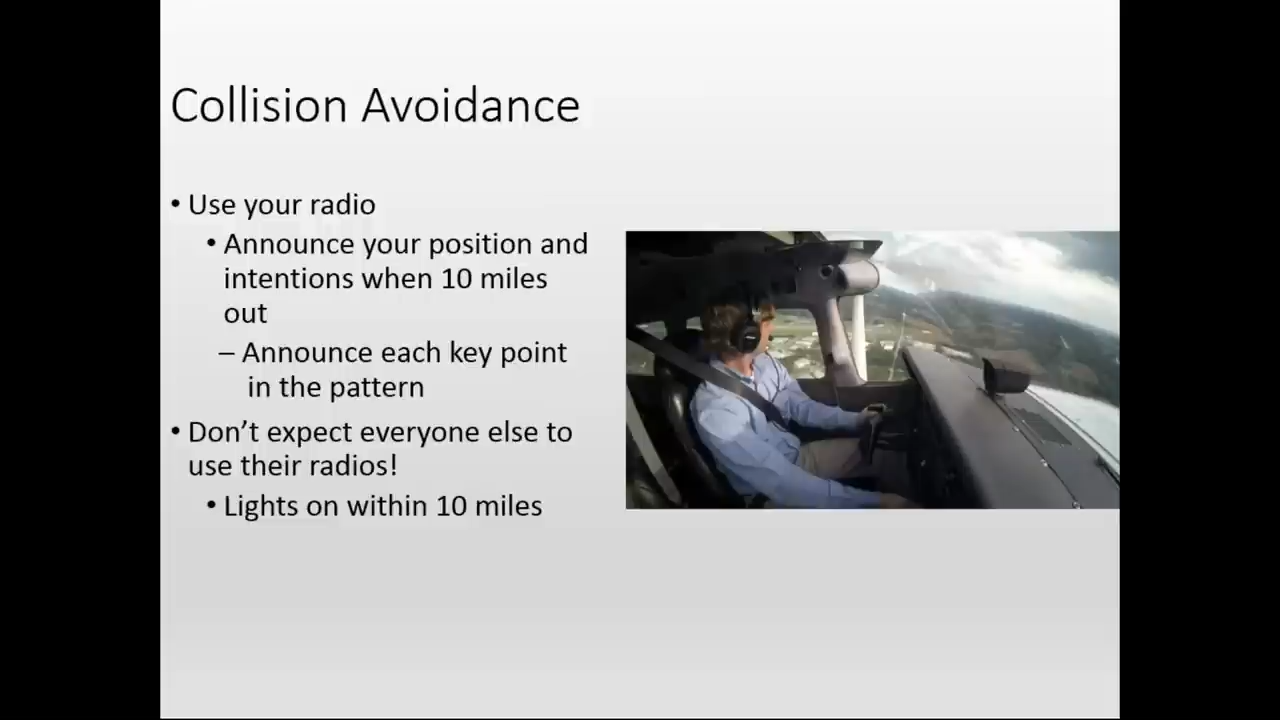 Collision Avoidance
• Use your radio
• Announce your position and
intentions when 10 miles
out
– Announce each key point
in the pattern
• Don’t expect everyone else to
use their radios!
• Lights on within 10 miles